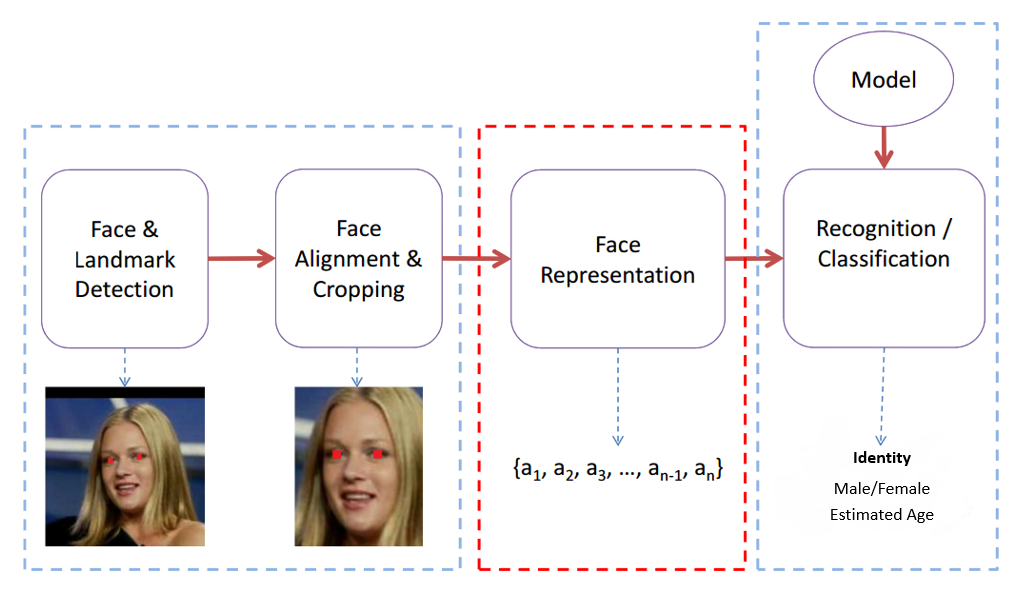 Face &
Landmark
Detection
Face
Alignment &
Cropping
Face
Representation
Model
Recognition /
Classification
{a₁, a₂, a₃, ..., aₙ₋₁, aₙ}
Identity
Male/Female
Estimated Age